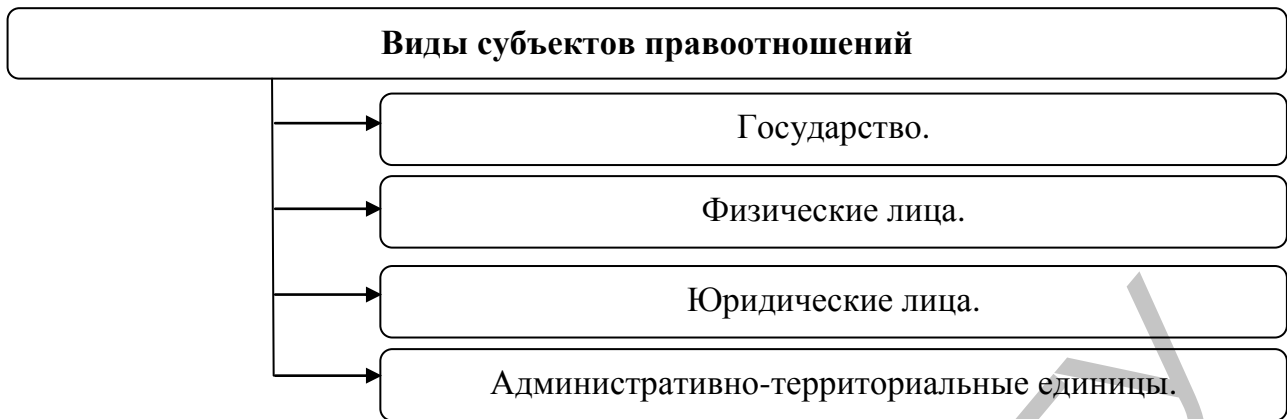 Виды субъектов правоотношений
Государство.
Физические лица.
Юридические лица.
Административно-территориальные единицы.